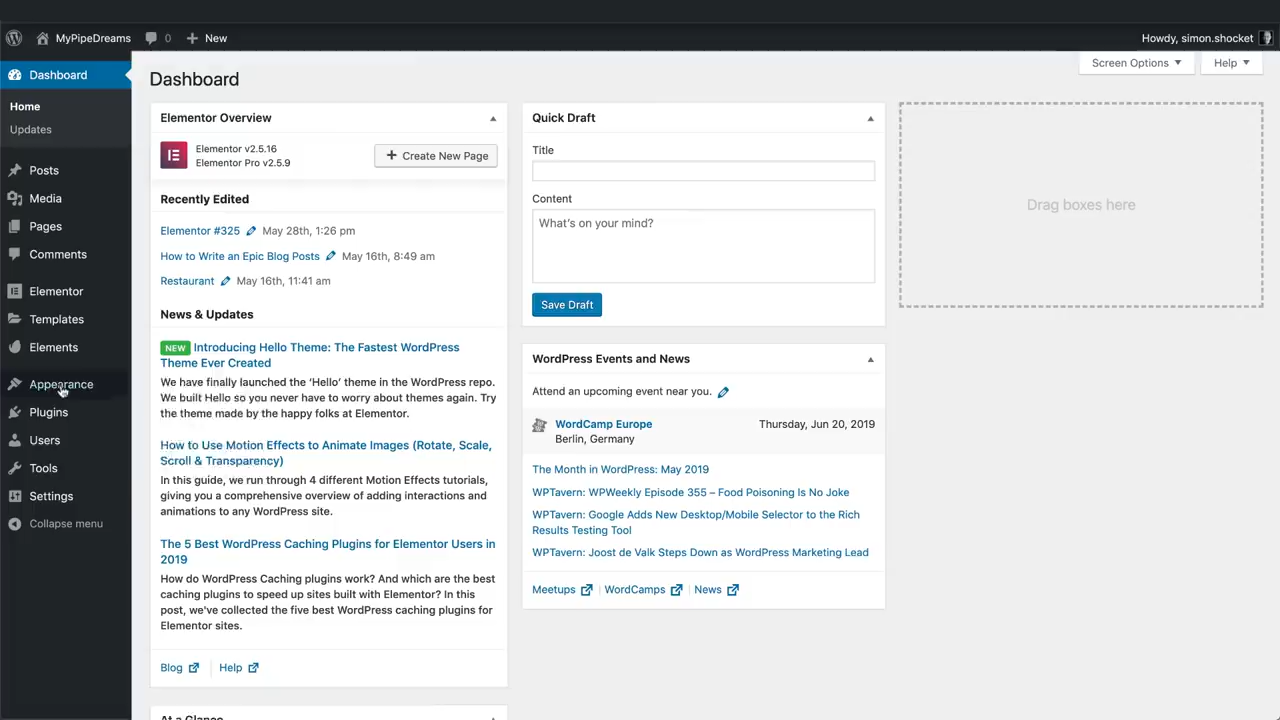 MyPipeDreams 0 New
Howdy, simon.shocket
Screen Options
Help
Dashboard
Home
Updates
Posts
Media
Pages
Comments
Elementor
Templates
Elements
Appearance
Plugins
Users
Tools
Settings
Collapse menu
Dashboard
Elementor Overview
Elementor v2.5.16
Elementor Pro v2.5.9
Create New Page
Recently Edited
Elementor #325 May 28th, 1:26 pm
How to Write an Epic Blog Posts May 16th, 8:49 am
Restaurant May 16th, 11:41 am
News & Updates
NEW Introducing Hello Theme: The Fastest WordPress
Theme Ever Created
We have finally launched the ‘Hello’ theme in the WordPress repo.
We built Hello so you never have to worry about themes again. Try
the theme made by the happy folks at Elementor.
How to Use Motion Effects to Animate Images (Rotate, Scale,
Scroll & Transparency)
In this guide, we run through 4 different Motion Effects tutorials,
giving you a comprehensive overview of adding interactions and
animations to any WordPress site.
The 5 Best WordPress Caching Plugins for Elementor Users in
2019
How do WordPress Caching plugins work? And which are the best
caching plugins to speed up sites built with Elementor? In this
post, we've collected the five best WordPress caching plugins for
Elementor sites.
Blog Help
At a Glance
Quick Draft
Title
Content
What's on your mind?
Save Draft
WordPress Events and News
Attend an upcoming event near you.
WordCamp Europe Thursday, Jun 20, 2019
Berlin, Germany
The Month in WordPress: May 2019
WPTavern: WPWeekly Episode 355 – Food Poisoning Is No Joke
WPTavern: Google Adds New Desktop/Mobile Selector to the Rich
Results Testing Tool
WPTavern: Joost de Valk Steps Down as WordPress Marketing Lead
Meetups WordCamps News
Drag boxes here